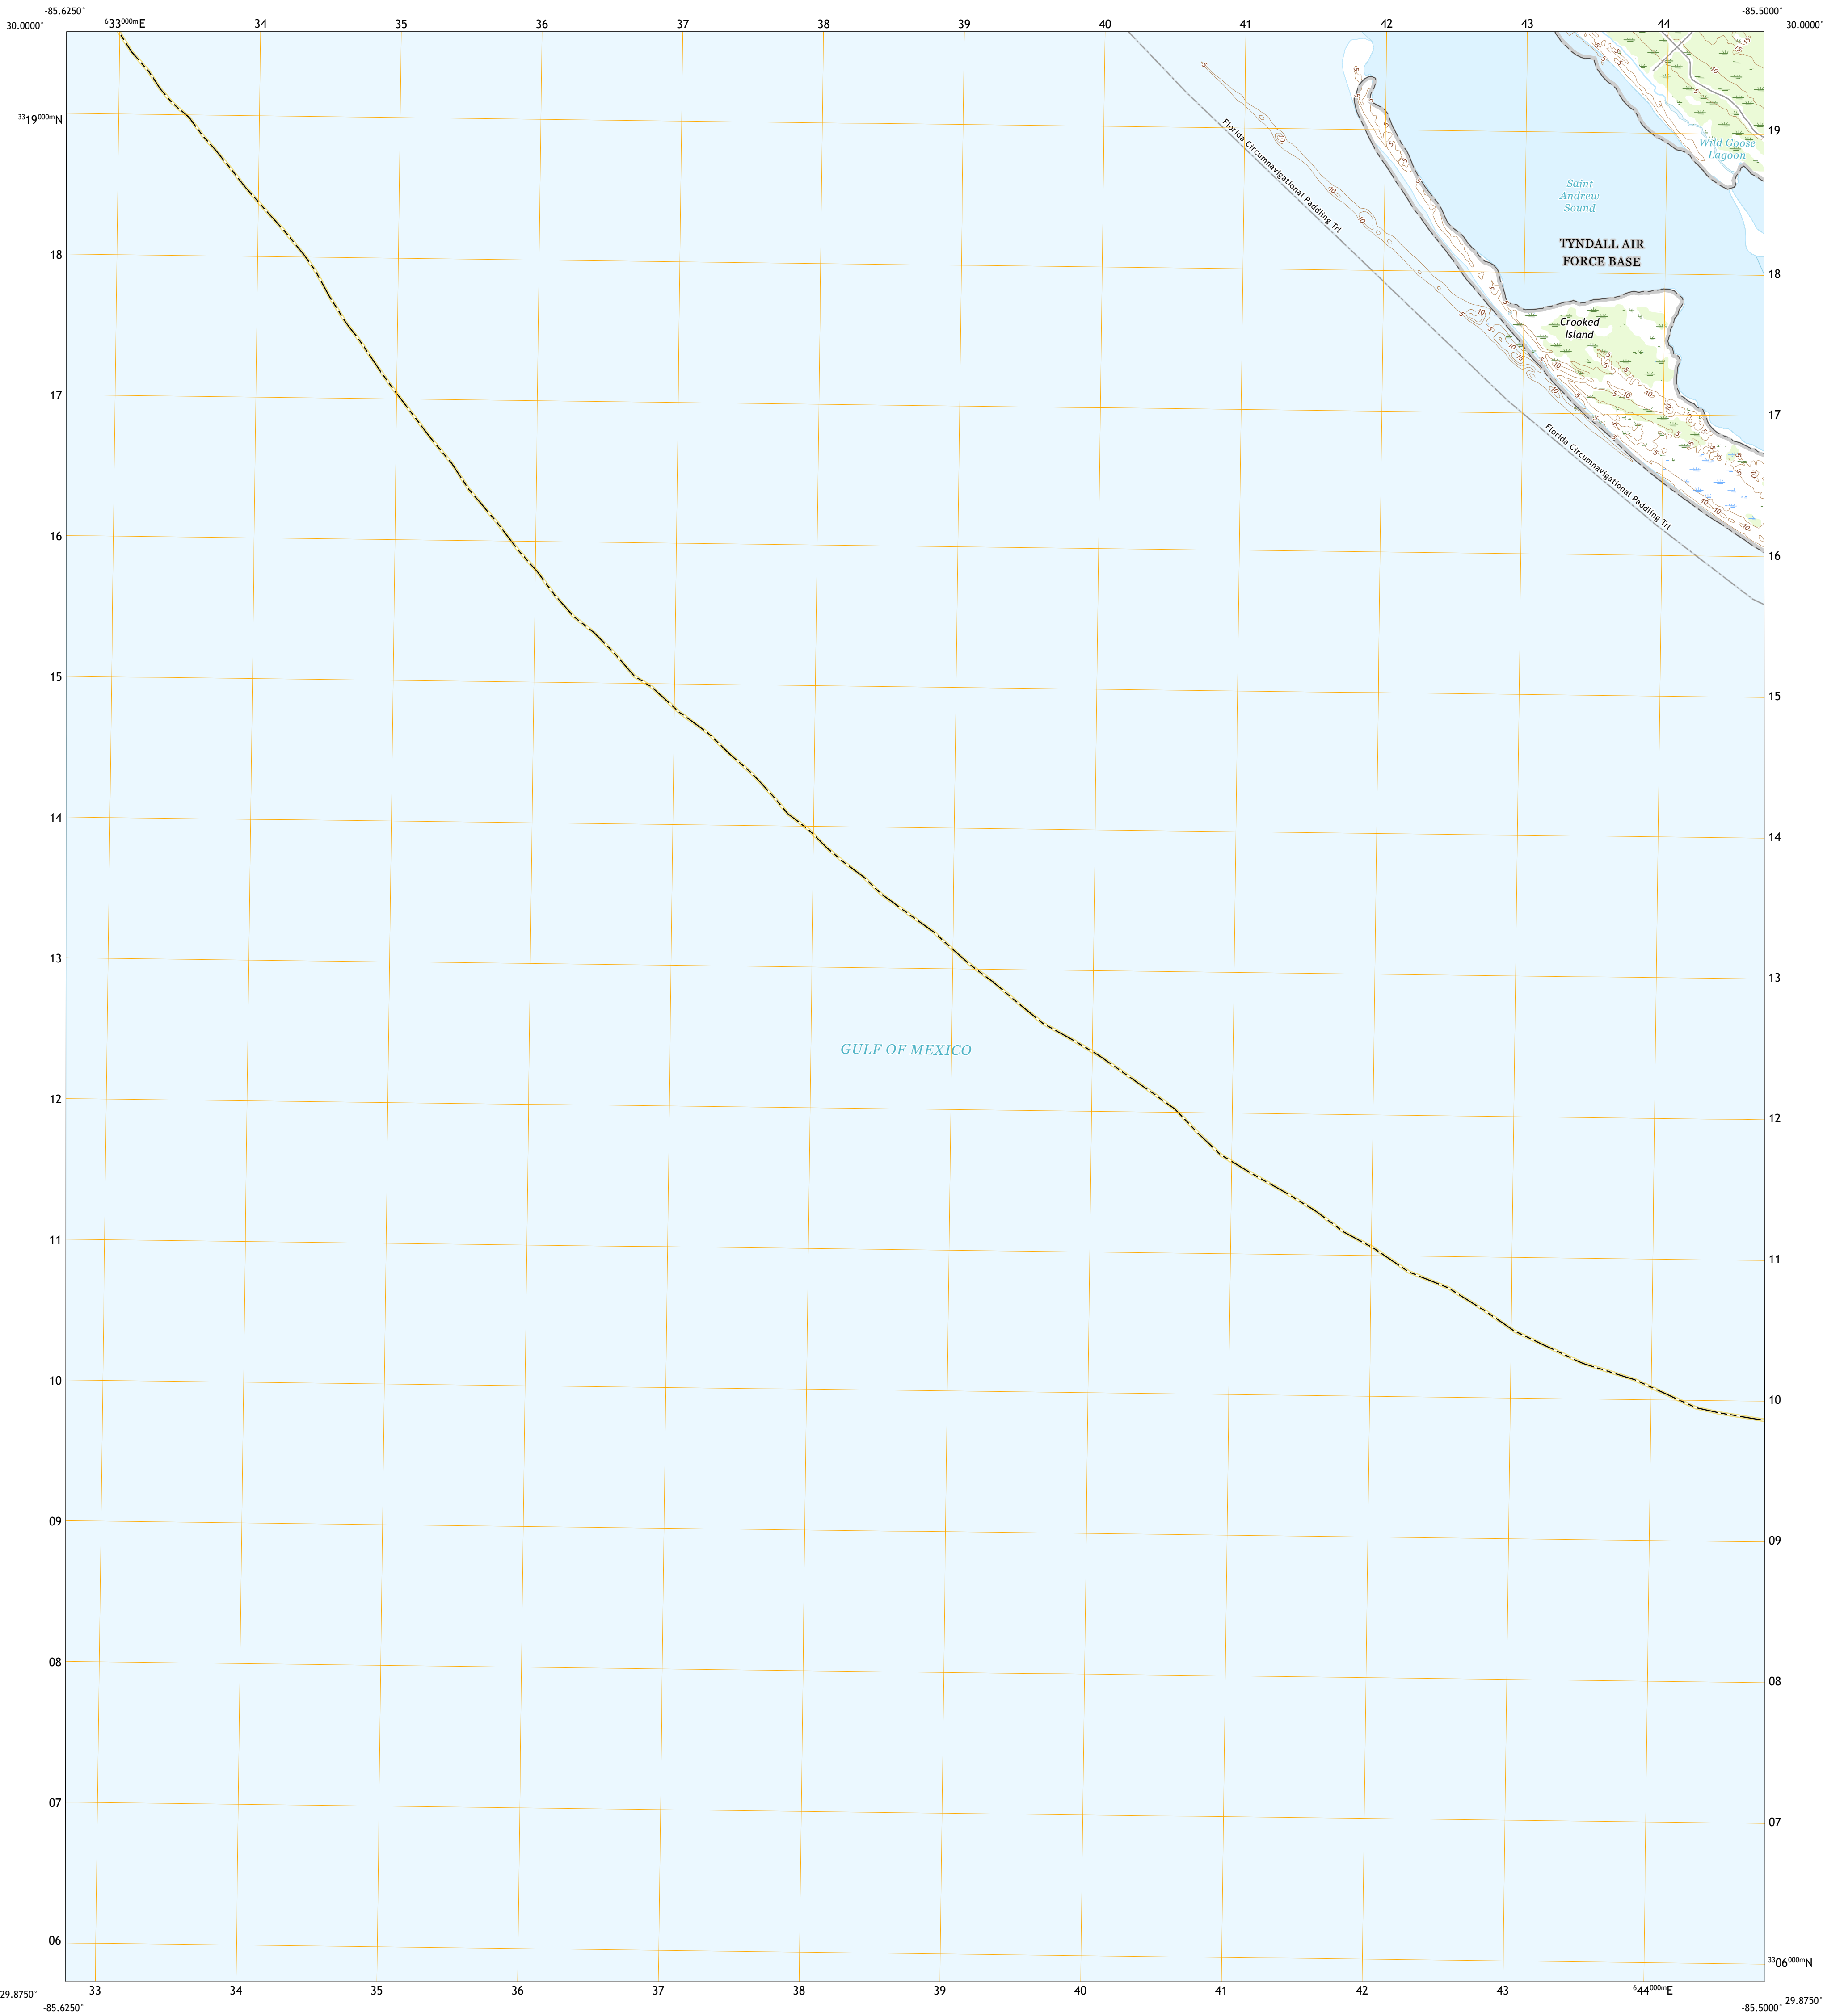 -85.6250° 633000mE 34 35 36 37 38 39 40 41 42 43 44 -85.5000°
30.0000° 30.0000°
3319000mN 19
Florida Circumnavigational Paddling Trl
Wild Goose
Lagoon
Saint
Andrew
Sound
TYNDALL AIR
FORCE BASE
18 18
Crooked
Island
17 17
Florida Circumnavigational Paddling Trl
16 16
15 15
14 14
13 13
GULF OF MEXICO
12 12
11 11
10 10
09 09
08 08
07 07
06 3306000mN
33 34 35 36 37 38 39 40 41 42 43 644000mE
29.8750° 29.8750°
-85.6250° -85.5000°